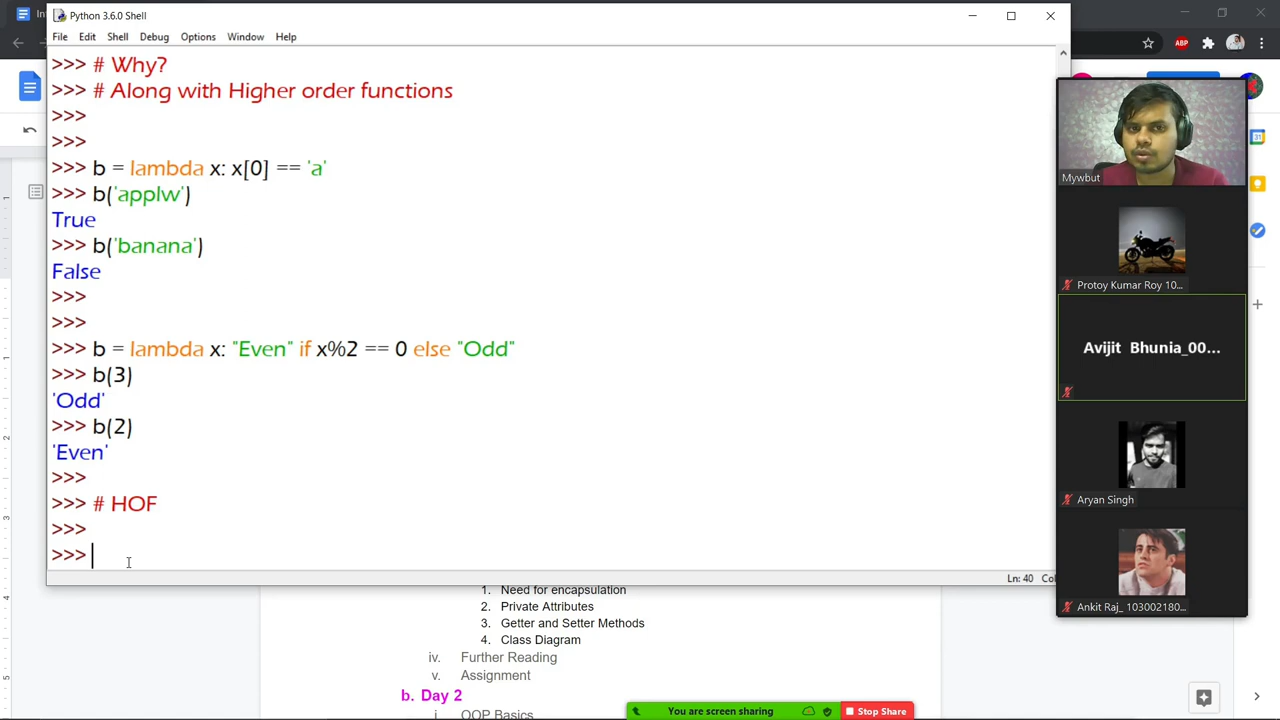 Python 3.6.0 Shell
File Edit Shell Debug Options Window Help
>>> # Why?
>>> # Along with Higher order functions
>>>
>>>
>>> b = lambda x: x[0] == 'a'
>>> b('applw')
True
>>> b('banana')
False
>>>
>>>
>>> b = lambda x: "Even" if x%2 == 0 else "Odd"
>>> b(3)
'Odd'
>>> b(2)
'Even'
>>>
>>> # HOF
>>>
>>>
Ln: 40
ABP
Mywbut
Protoy Kumar Roy 10...
Avijit Bhunia_00...
Aryan Singh
Ankit Raj_ 103002180...
1. Need for encapsulation
2. Private Attributes
3. Getter and Setter Methods
4. Class Diagram
iv. Further Reading
v. Assignment
b. Day 2
i. OOP Basics
You are screen sharing
Stop Share